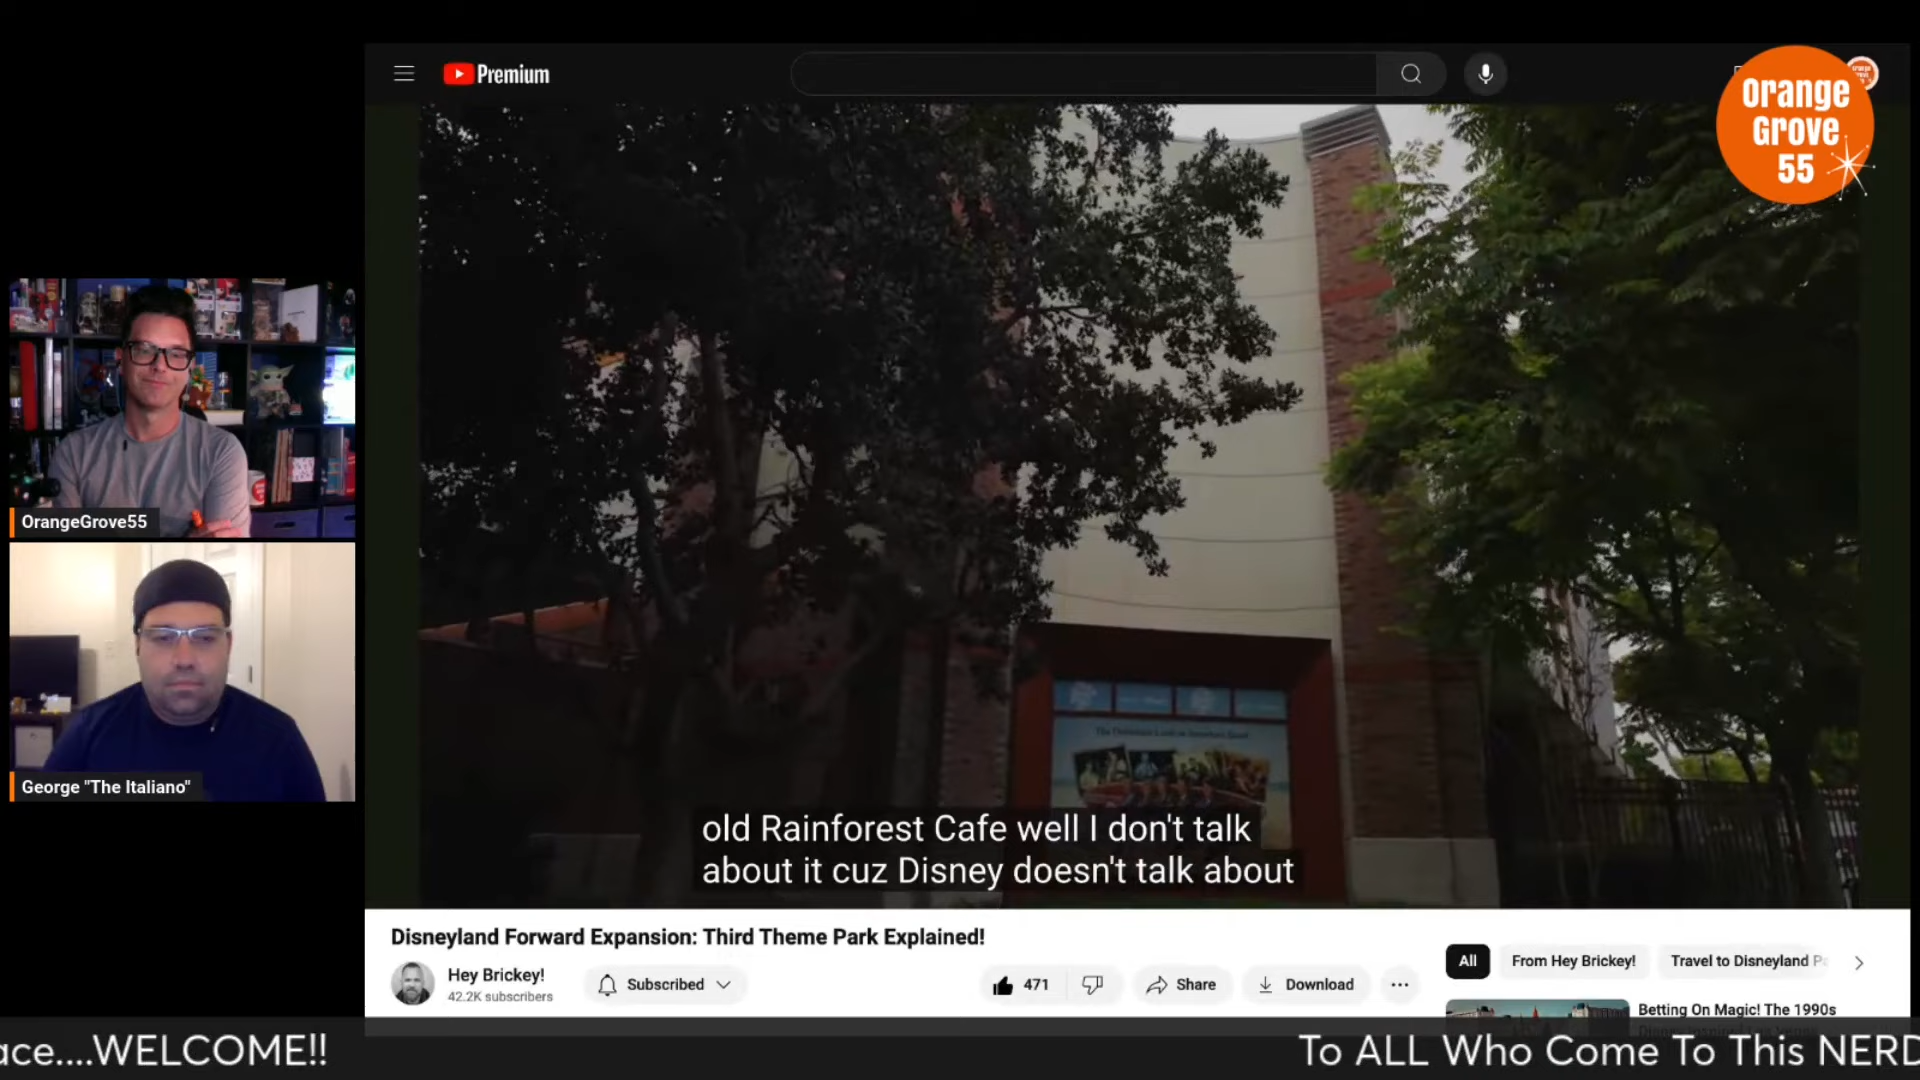 Premium
Orange
Grove
55
OrangeGrove55
George "The Italiano"
old Rainforest Cafe well I don't talk
about it cuz Disney doesn't talk about
Disneyland Forward Expansion: Third Theme Park Explained!
Hey Brickey!
42.2K subscribers
Subscribed
471
Share
Download
All
From Hey Brickey!
Travel to Disneyland Pa
Betting On Magic! The 1990s
ace....WELCOME!!
To ALL Who Come To This NERD